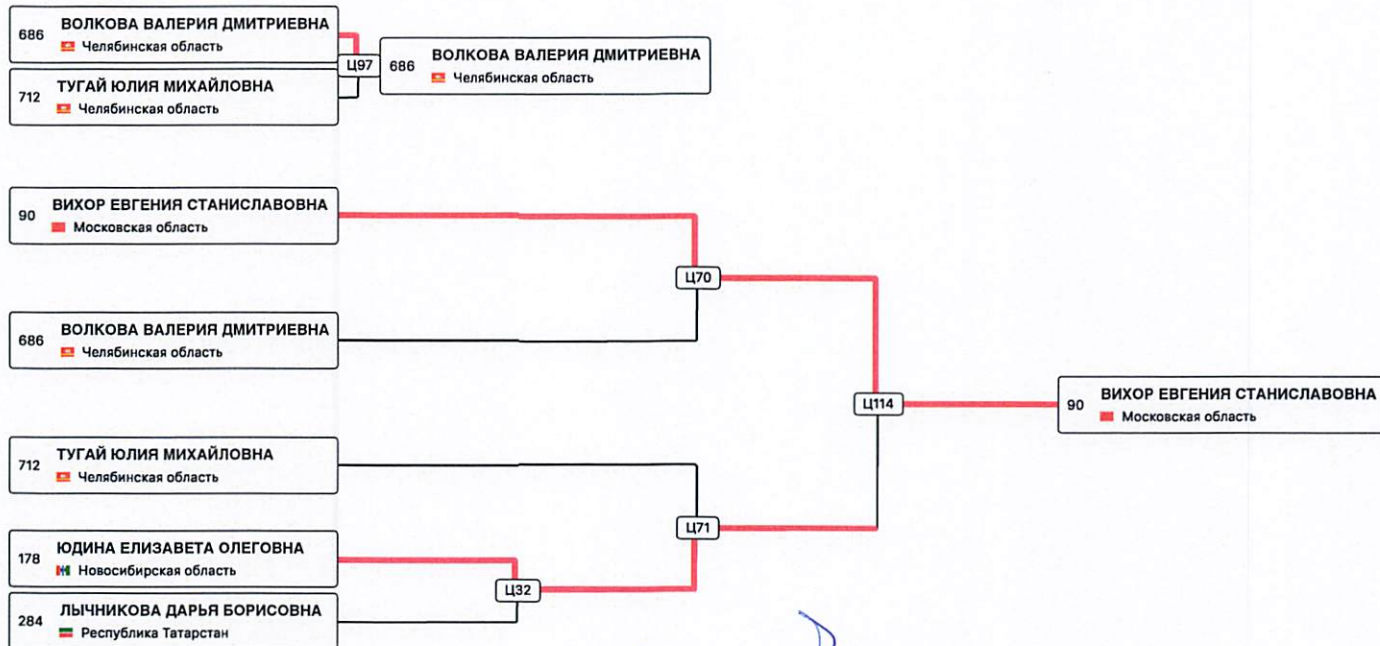 686 ВОЛКОВА ВАЛЕРИЯ ДМИТРИЕВНА
Челябинская область
Ц97
686 ВОЛКОВА ВАЛЕРИЯ ДМИТРИЕВНА
Челябинская область
712 ТУГАЙ ЮЛИЯ МИХАЙЛОВНА
Челябинская область
90 ВИХОР ЕВГЕНИЯ СТАНИСЛАВОВНА
Московская область
Ц70
686 ВОЛКОВА ВАЛЕРИЯ ДМИТРИЕВНА
Челябинская область
Ц114
90 ВИХОР ЕВГЕНИЯ СТАНИСЛАВОВНА
Московская область
712 ТУГАЙ ЮЛИЯ МИХАЙЛОВНА
Челябинская область
Ц71
178 ЮДИНА ЕЛИЗАВЕТА ОЛЕГОВНА
Новосибирская область
Ц32
284 ЛЫЧНИКОВА ДАРЬЯ БОРИСОВНА
Республика Татарстан